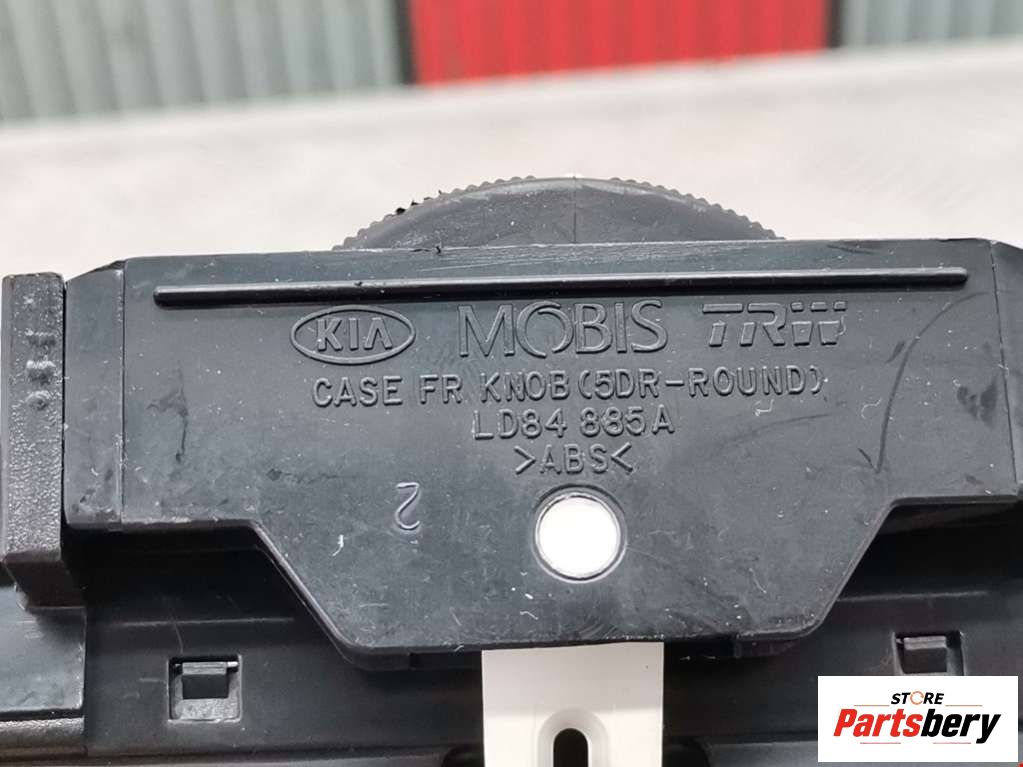 KIA MOBIS TRW
CASE FR KNOB(5DR-ROUND)
LD84 885A
>ABS<
2
STORE
Partsbery